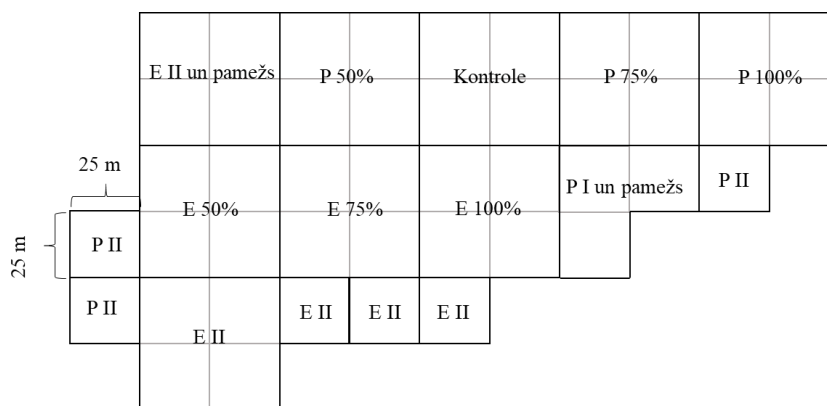 E II un pamežs
P 50%
Kontrole
P 75%
P 100%
25 m
E 50%
E 75%
E 100%
P I un pamežs
P II
25 m
P II
P II
E II
E II
E II
E II